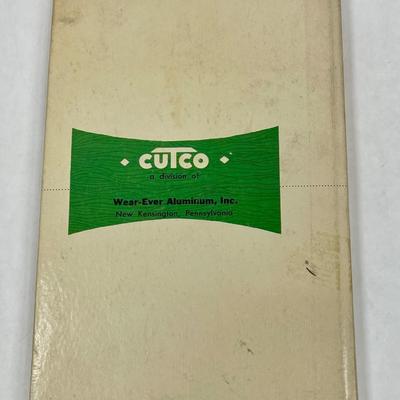 CUTCO
a division of
Wear-Ever Aluminum, Inc.
New Kensington, Pennsylvania